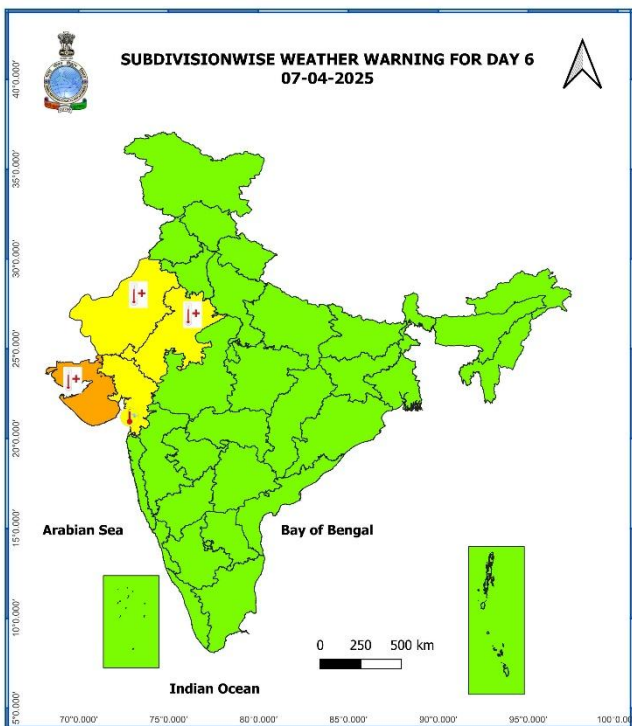 SUBDIVISIONWISE WEATHER WARNING FOR DAY 6
07-04-2025
40°0.000'
35°0.000'
30°0.000'
25°0.000'
20°0.000'
15°0.000'
10°0.000'
5°0.000'
Arabian Sea
Bay of Bengal
0 250 500 km
Indian Ocean
70°0.000' 75°0.000' 80°0.000' 85°0.000' 90°0.000' 95°0.000' 100°0.0